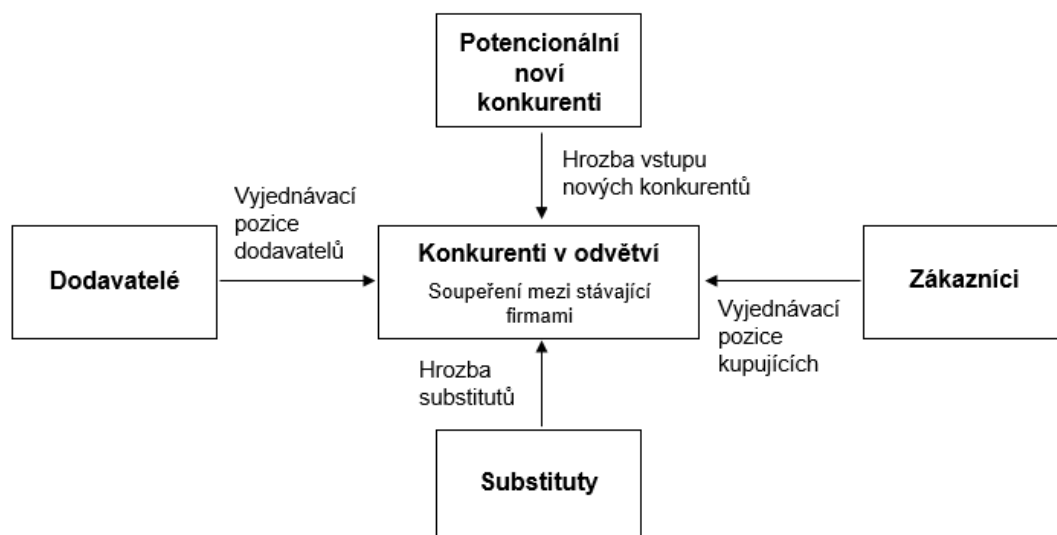 Potencionální
noví
konkurenti
Hrozba vstupu
nových konkurentů
Vyjednávací
pozice
dodavatelů
Dodavatelé
Konkurenti v odvětví
Soupeření mezi stávající
firmami
Zákazníci
Vyjednávací
pozice
kupujících
Hrozba
substitutů
Substituty